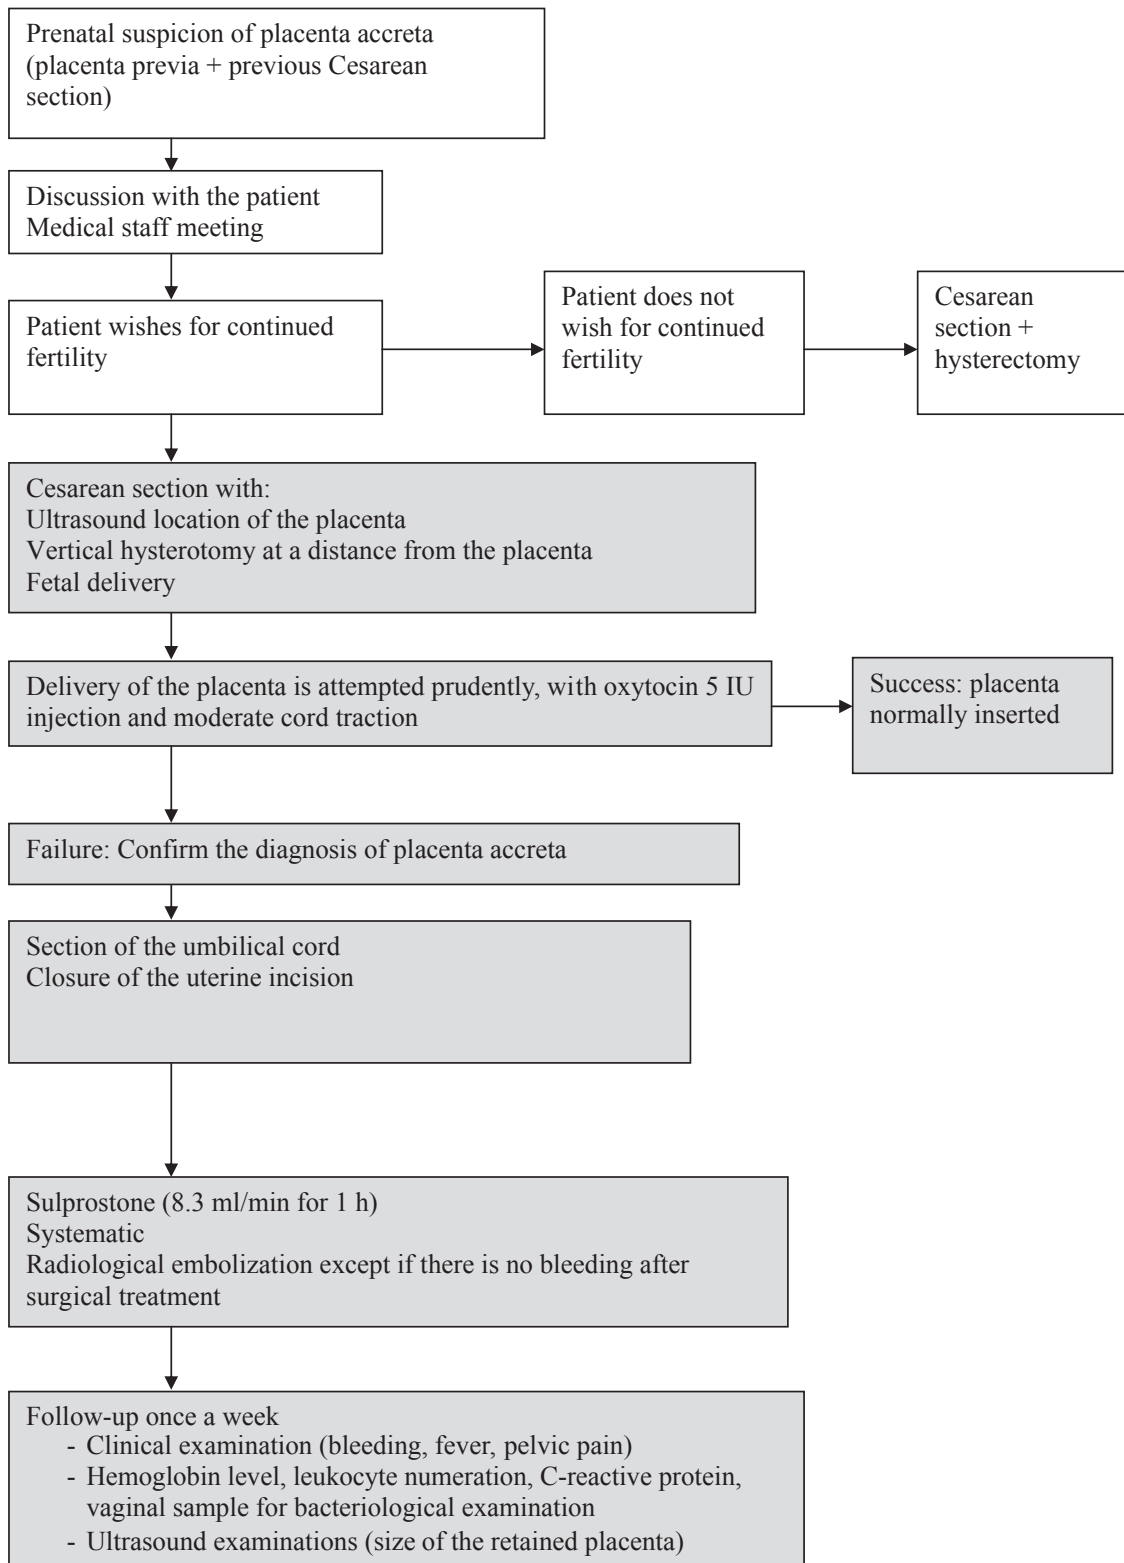 Prenatal suspicion of placenta accreta
(placenta previa + previous Cesarean
section)
Discussion with the patient
Medical staff meeting
Patient wishes for continued
fertility
Patient does not
wish for continued
fertility
Cesarean
section +
hysterectomy
Cesarean section with:
Ultrasound location of the placenta
Vertical hysterotomy at a distance from the placenta
Fetal delivery
Delivery of the placenta is attempted prudently, with oxytocin 5 IU
injection and moderate cord traction
Success: placenta
normally inserted
Failure: Confirm the diagnosis of placenta accreta
Section of the umbilical cord
Closure of the uterine incision
Sulprostone (8.3 ml/min for 1 h)
Systematic
Radiological embolization except if there is no bleeding after
surgical treatment
Follow-up once a week
- Clinical examination (bleeding, fever, pelvic pain)
- Hemoglobin level, leukocyte numeration, C-reactive protein,
vaginal sample for bacteriological examination
- Ultrasound examinations (size of the retained placenta)